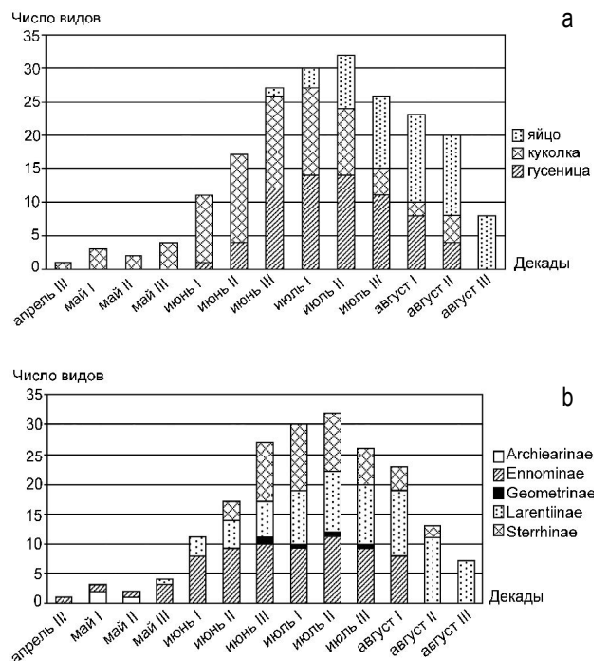 Число видов
a
35
30
25
20
15
10
5
0
яйцо
куколка
гусеница
Декады
апрель III
май I
май II
май III
июнь I
июнь II
июнь III
июль I
июль II
июль III
август I
август II
август III
Число видов
b
35
30
25
20
15
10
5
0
Archiearinae
Ennominae
Geometrinae
Larentiinae
Sterrhinae
Декады
апрель III
май I
май II
май III
июнь I
июнь II
июнь III
июль I
июль II
июль III
август I
август II
август III